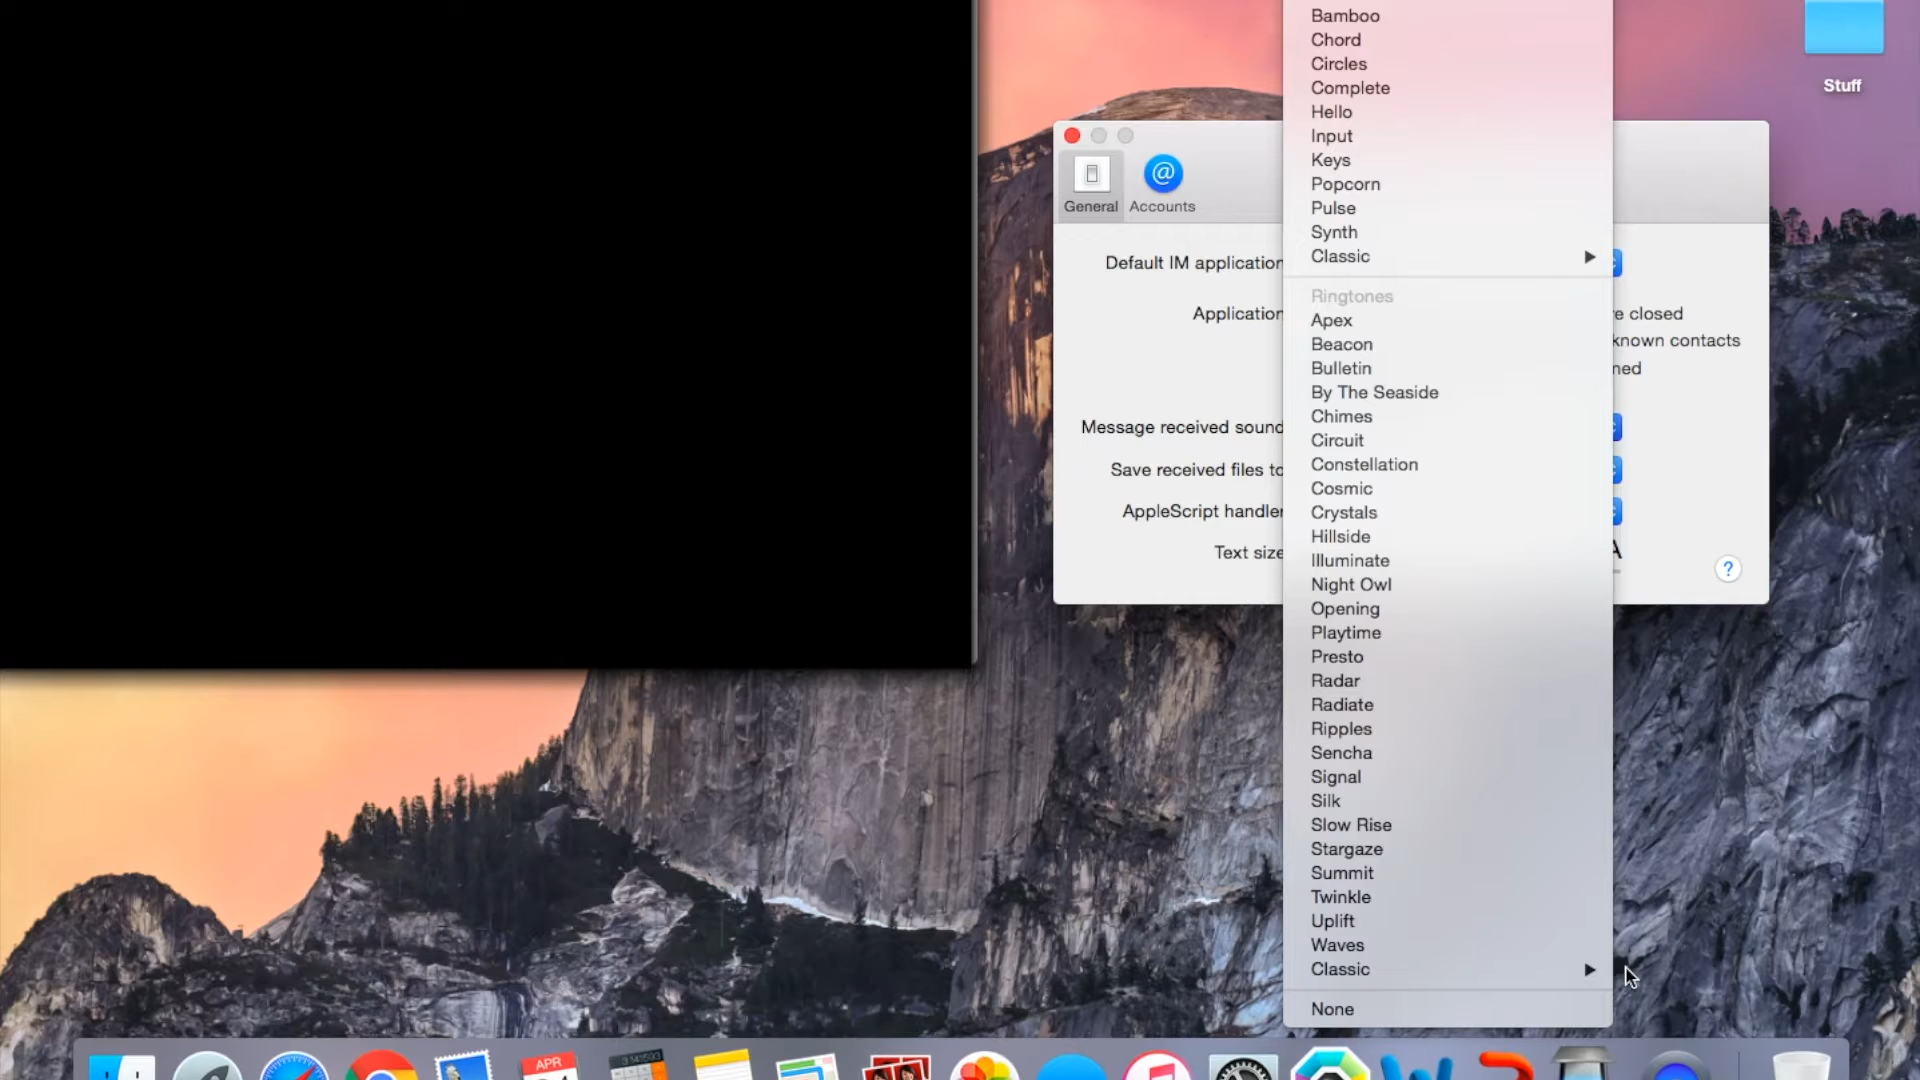 Bamboo
Chord
Circles
Complete
Hello
Input
Keys
Popcorn
Pulse
Synth
Classic
Ringtones
Apex
Beacon
Bulletin
By The Seaside
Chimes
Circuit
Constellation
Cosmic
Crystals
Hillside
Illuminate
Night Owl
Opening
Playtime
Presto
Radar
Radiate
Ripples
Sencha
Signal
Silk
Slow Rise
Stargaze
Summit
Twinkle
Uplift
Waves
Classic
None
Stuff
General Accounts
Default IM application
Application
e closed
known contacts
ned
Message received sound
Save received files to
AppleScript handler
Text size
A
?
APR